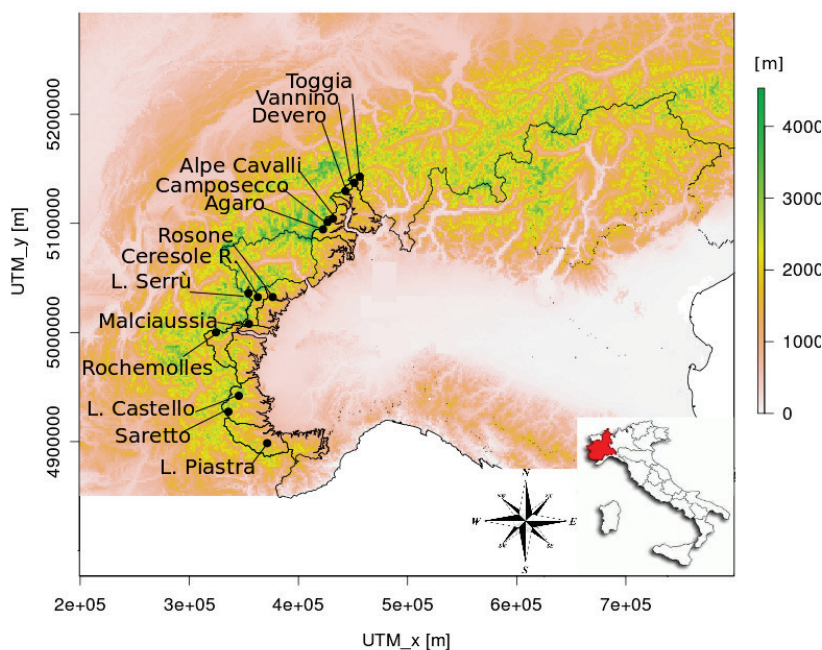 [m]
Toggia
Vannino
Devero
Alpe Cavalli
Camposecco
Agaro
Rosone
Ceresole R
L. Serrù
Malciaussia
Rochemolles
L. Castello
Saretto
L. Piastra
4000
3000
2000
1000
0
UTM_y [m]
5200000
5100000
5000000
4900000
N
W
E
S
2e+05 3e+05 4e+05 5e+05 6e+05 7e+05
UTM_x [m]